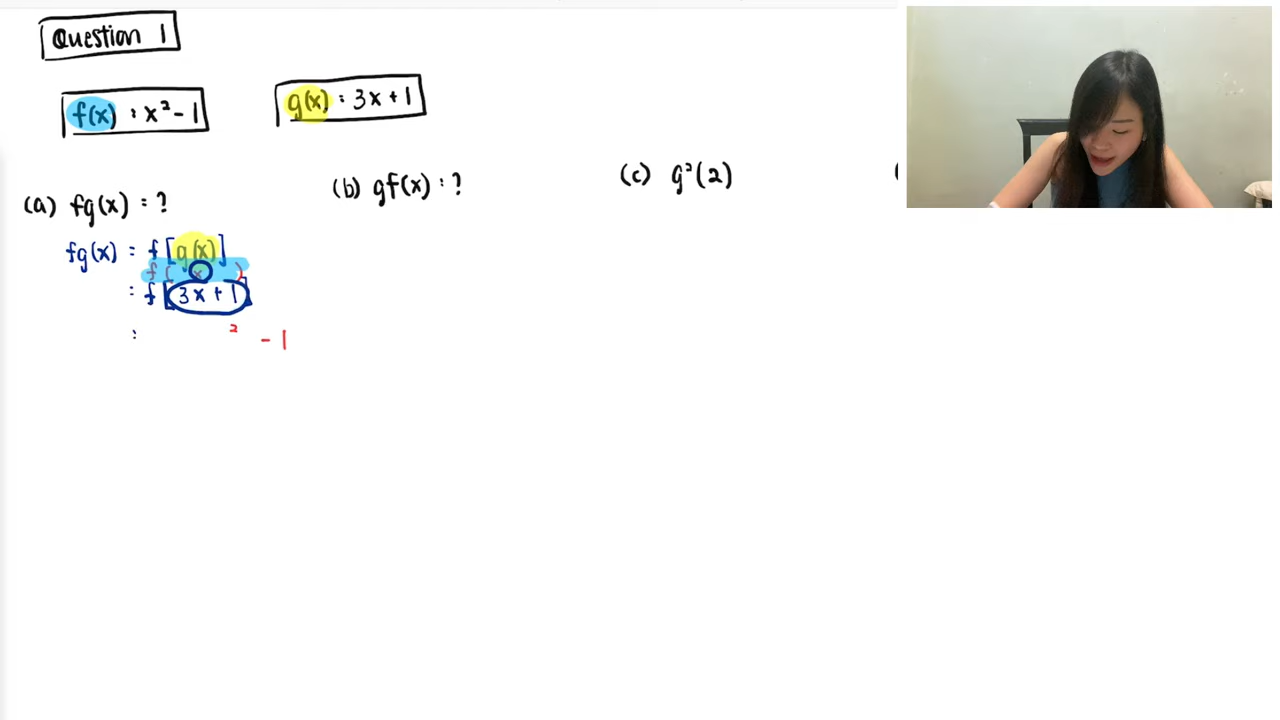 Question 1
f(x) : x² - 1
g(x) : 3x + 1
(a) fg(x) : ?
fg(x) : f[g(x)]
f( x )
: f[3x + 1]
: ² - 1
(b) gf(x) : ?
(c) g²(2)
(